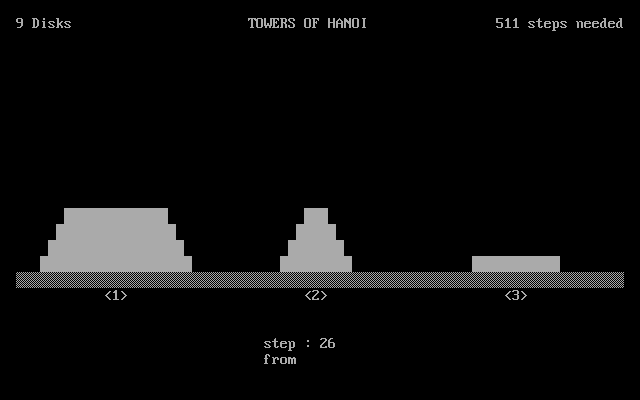 9 Disks TOWERS OF HANOI 511 steps needed
<1> <2> <3>
step : 26
from